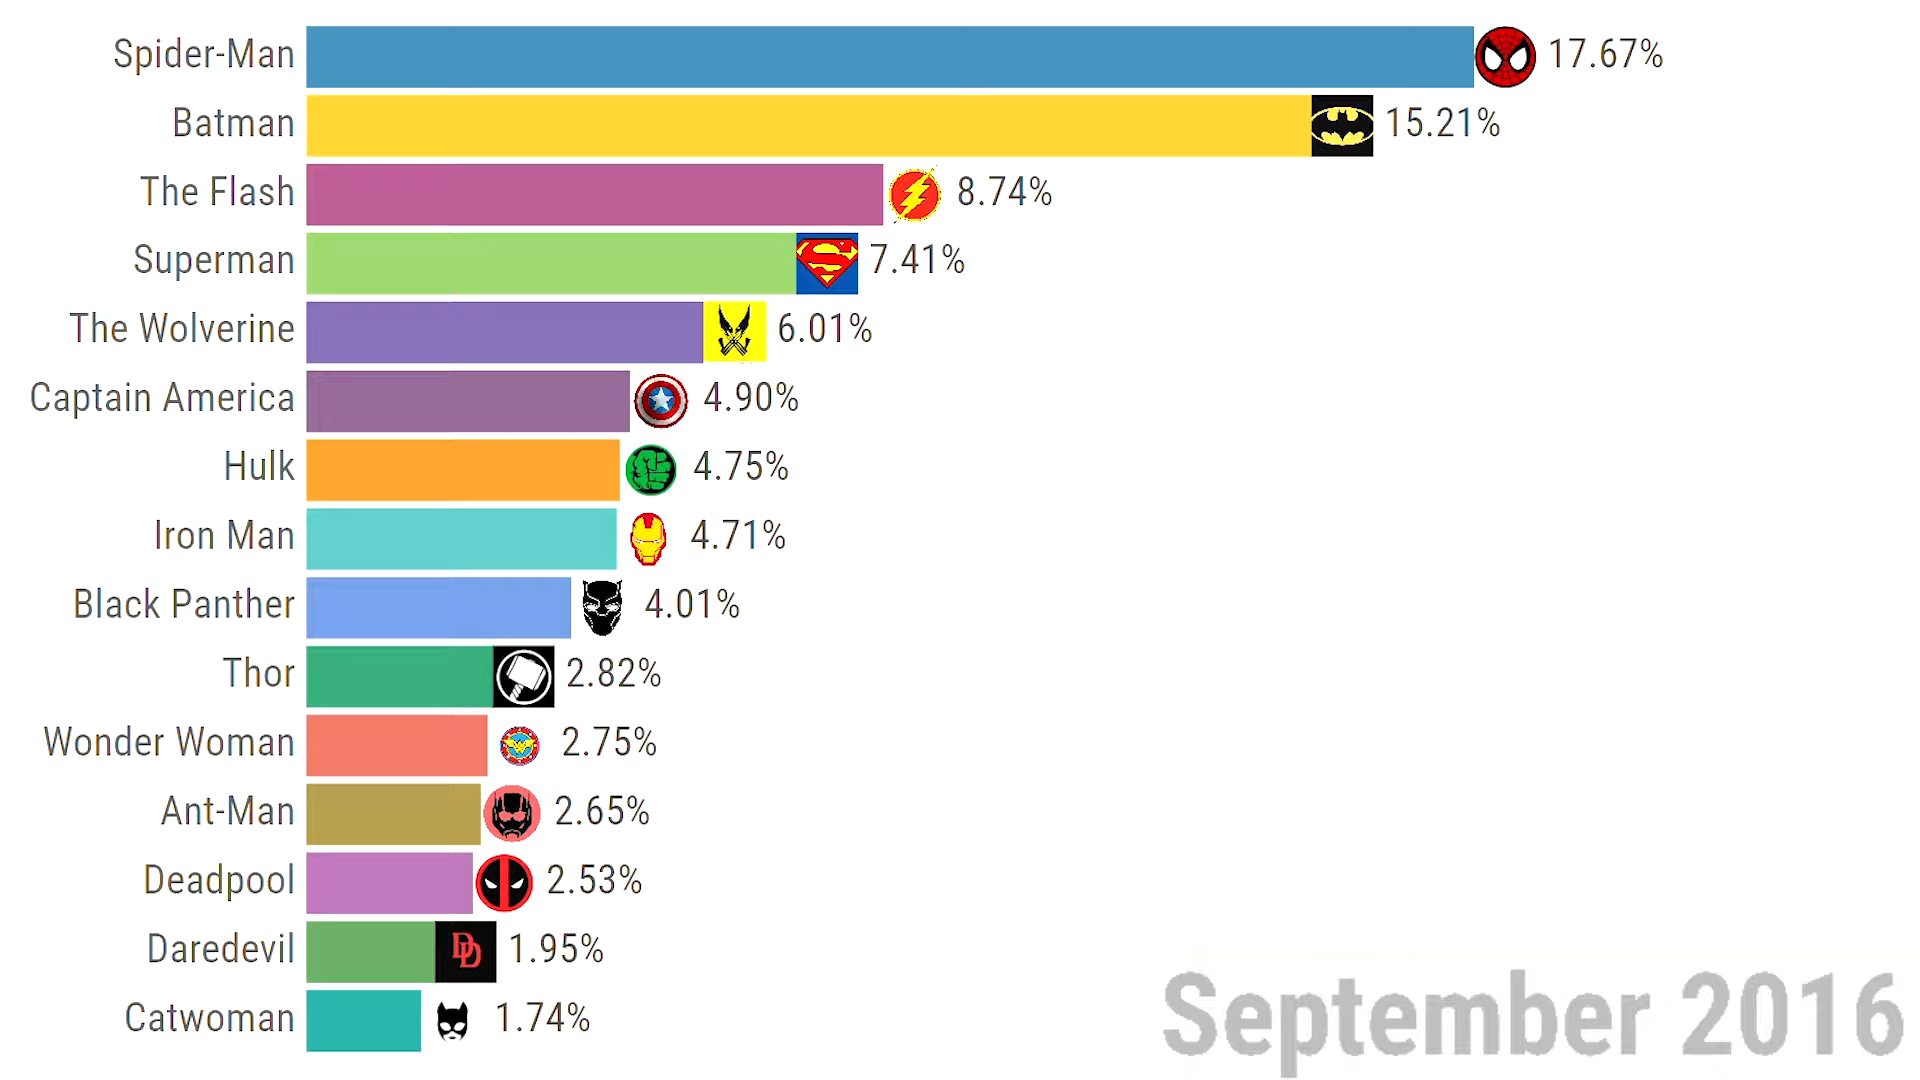 Spider-Man 17.67%
Batman 15.21%
The Flash 8.74%
Superman 7.41%
The Wolverine 6.01%
Captain America 4.90%
Hulk 4.75%
Iron Man 4.71%
Black Panther 4.01%
Thor 2.82%
Wonder Woman 2.75%
Ant-Man 2.65%
Deadpool 2.53%
Daredevil DD 1.95%
Catwoman 1.74%
September 2016